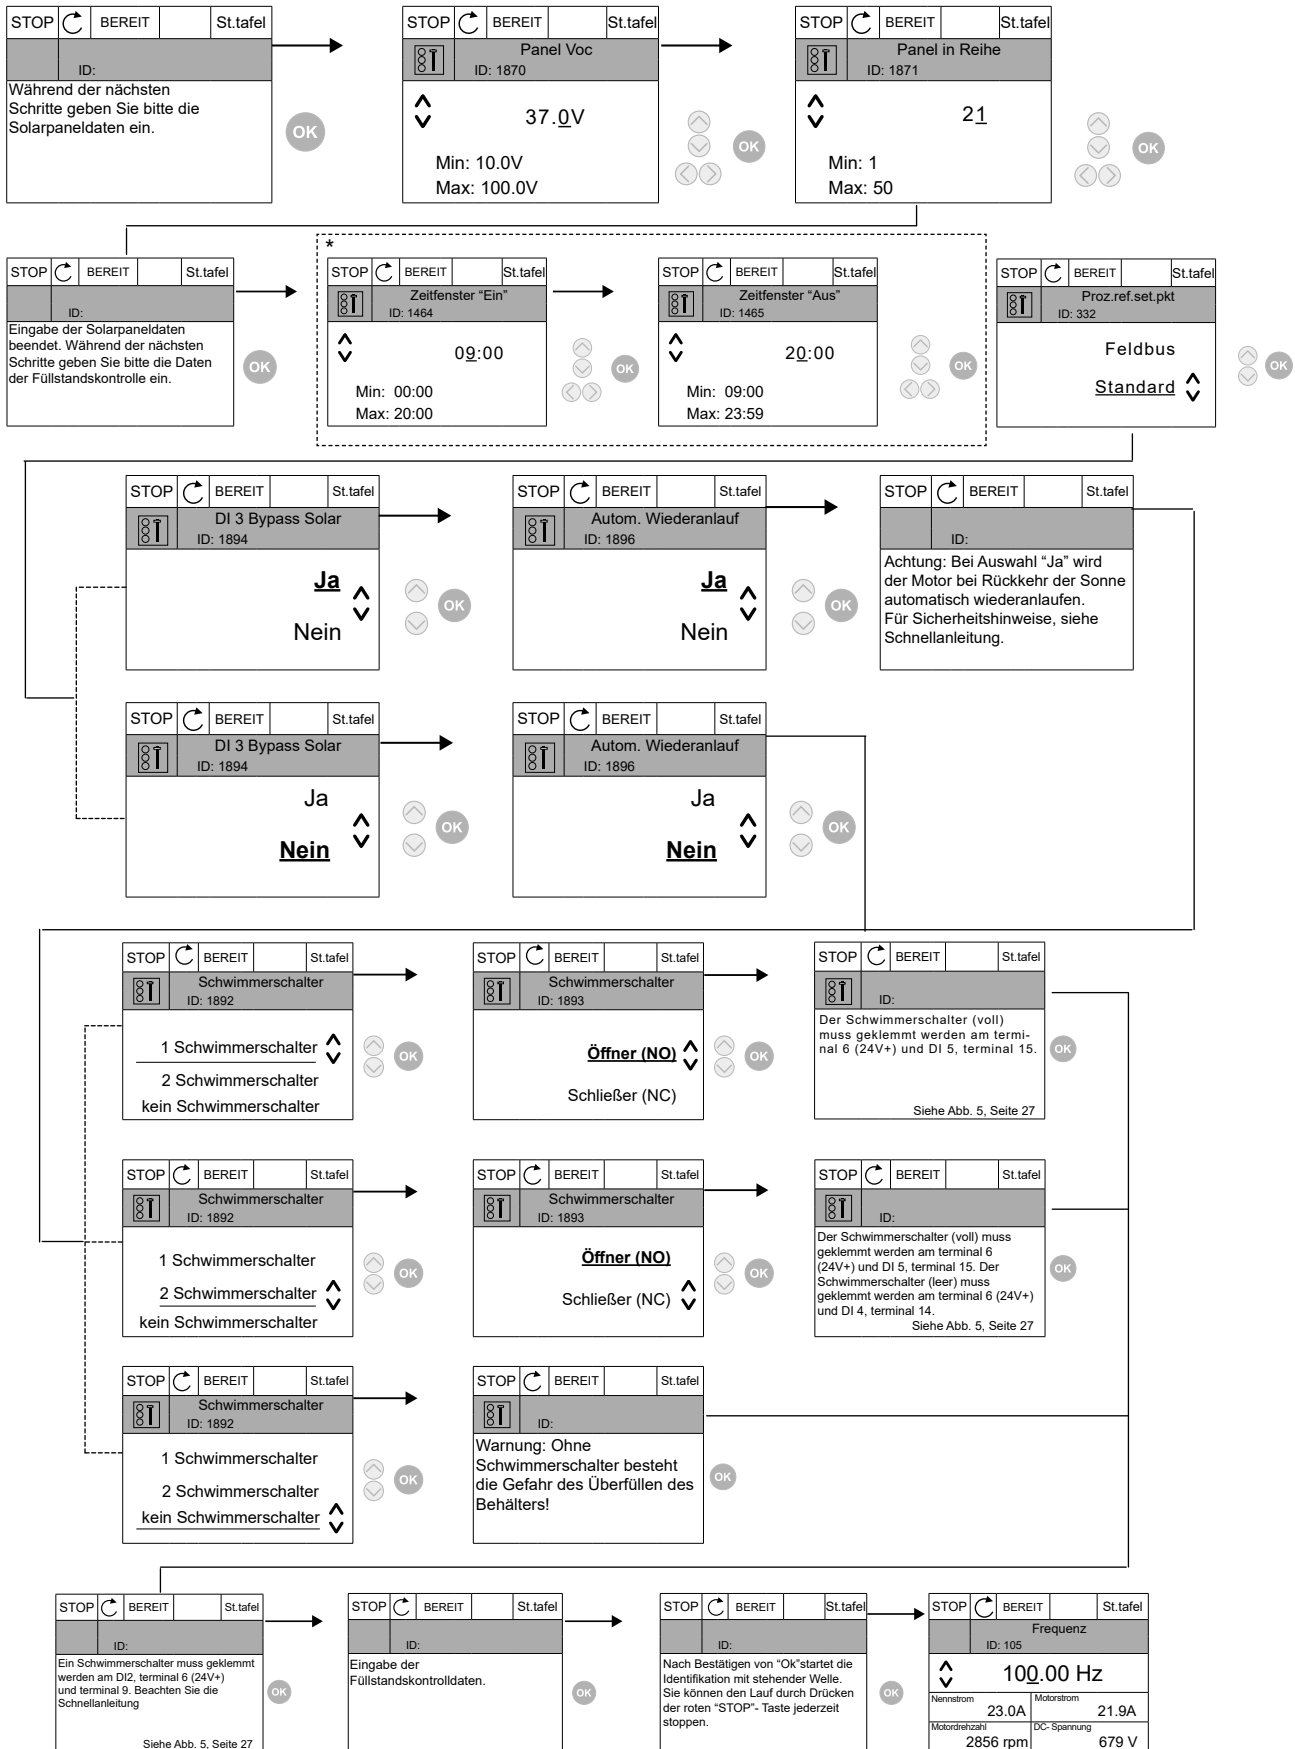 STOP BEREIT St.tafel
ID:
Während der nächsten
Schritte geben Sie bitte die
Solarpaneldaten ein.
OK
STOP BEREIT St.tafel
Panel Voc
ID: 1870
37.0V
Min: 10.0V
Max: 100.0V
OK
STOP BEREIT St.tafel
Panel in Reihe
ID: 1871
21
Min: 1
Max: 50
OK
STOP BEREIT St.tafel
ID:
Eingabe der Solarpaneldaten
beendet. Während der nächsten
Schritte geben Sie bitte die Daten
der Füllstandskontrolle ein.
OK
*
STOP BEREIT St.tafel
Zeitfenster “Ein”
ID: 1464
09:00
Min: 00:00
Max: 20:00
OK
STOP BEREIT St.tafel
Zeitfenster “Aus”
ID: 1465
20:00
Min: 09:00
Max: 23:59
OK
STOP BEREIT St.tafel
Proz.ref.set.pkt
ID: 332
Feldbus
Standard
OK
STOP BEREIT St.tafel
DI 3 Bypass Solar
ID: 1894
Ja
Nein
OK
STOP BEREIT St.tafel
Autom. Wiederanlauf
ID: 1896
Ja
Nein
OK
STOP BEREIT St.tafel
ID:
Achtung: Bei Auswahl “Ja” wird
der Motor bei Rückkehr der Sonne
automatisch wiederanlaufen.
Für Sicherheitshinweise, siehe
Schnellanleitung.
STOP BEREIT St.tafel
DI 3 Bypass Solar
ID: 1894
Ja
Nein
OK
STOP BEREIT St.tafel
Autom. Wiederanlauf
ID: 1896
Ja
Nein
OK
STOP BEREIT St.tafel
Schwimmerschalter
ID: 1892
1 Schwimmerschalter
2 Schwimmerschalter
kein Schwimmerschalter
OK
STOP BEREIT St.tafel
Schwimmerschalter
ID: 1893
Öffner (NO)
Schließer (NC)
OK
STOP BEREIT St.tafel
ID:
Der Schwimmerschalter (voll)
muss geklemmt werden am termi-
nal 6 (24V+) und DI 5, terminal 15.
Siehe Abb. 5, Seite 27
OK
STOP BEREIT St.tafel
Schwimmerschalter
ID: 1892
1 Schwimmerschalter
2 Schwimmerschalter
kein Schwimmerschalter
OK
STOP BEREIT St.tafel
Schwimmerschalter
ID: 1893
Öffner (NO)
Schließer (NC)
OK
STOP BEREIT St.tafel
ID:
Der Schwimmerschalter (voll) muss
geklemmt werden am terminal 6
(24V+) und DI 5, terminal 15. Der
Schwimmerschalter (leer) muss
geklemmt werden am terminal 6 (24V+)
und DI 4, terminal 14.
Siehe Abb. 5, Seite 27
OK
STOP BEREIT St.tafel
Schwimmerschalter
ID: 1892
1 Schwimmerschalter
2 Schwimmerschalter
kein Schwimmerschalter
OK
STOP BEREIT St.tafel
ID:
Warnung: Ohne
Schwimmerschalter besteht
die Gefahr des Überfüllen des
Behälters!
OK
STOP BEREIT St.tafel
ID:
Ein Schwimmerschalter muss geklemmt
werden am DI2, terminal 6 (24V+)
und terminal 9. Beachten Sie die
Schnellanleitung
Siehe Abb. 5, Seite 27
OK
STOP BEREIT St.tafel
ID:
Eingabe der
Füllstandskontrolldaten.
OK
STOP BEREIT St.tafel
ID:
Nach Bestätigen von “Ok”startet die
Identifikation mit stehender Welle.
Sie können den Lauf durch Drücken
der roten “STOP”- Taste jederzeit
stoppen.
OK
STOP BEREIT St.tafel
Frequenz
ID: 105
100.00 Hz
Nennstrom Motorstrom
23.0A 21.9A
Motordrehzahl DC- Spannung
2856 rpm 679 V